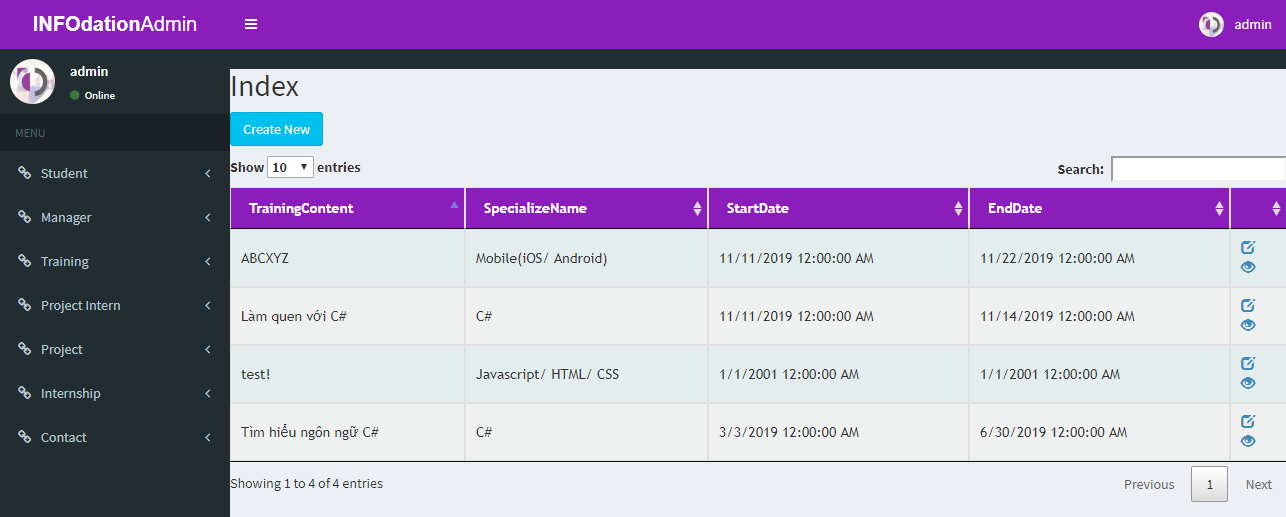 INFOdationAdmin admin
admin
Online
MENU
Student
Manager
Training
Project Intern
Project
Internship
Contact
Index
Create New
Show 10 entries Search:
TrainingContent SpecializeName StartDate EndDate
ABCXYZ Mobile(iOS/ Android) 11/11/2019 12:00:00 AM 11/22/2019 12:00:00 AM
Làm quen với C# C# 11/11/2019 12:00:00 AM 11/14/2019 12:00:00 AM
test! Javascript/ HTML/ CSS 1/1/2001 12:00:00 AM 1/1/2001 12:00:00 AM
Tìm hiểu ngôn ngữ C# C# 3/3/2019 12:00:00 AM 6/30/2019 12:00:00 AM
Showing 1 to 4 of 4 entries Previous 1 Next